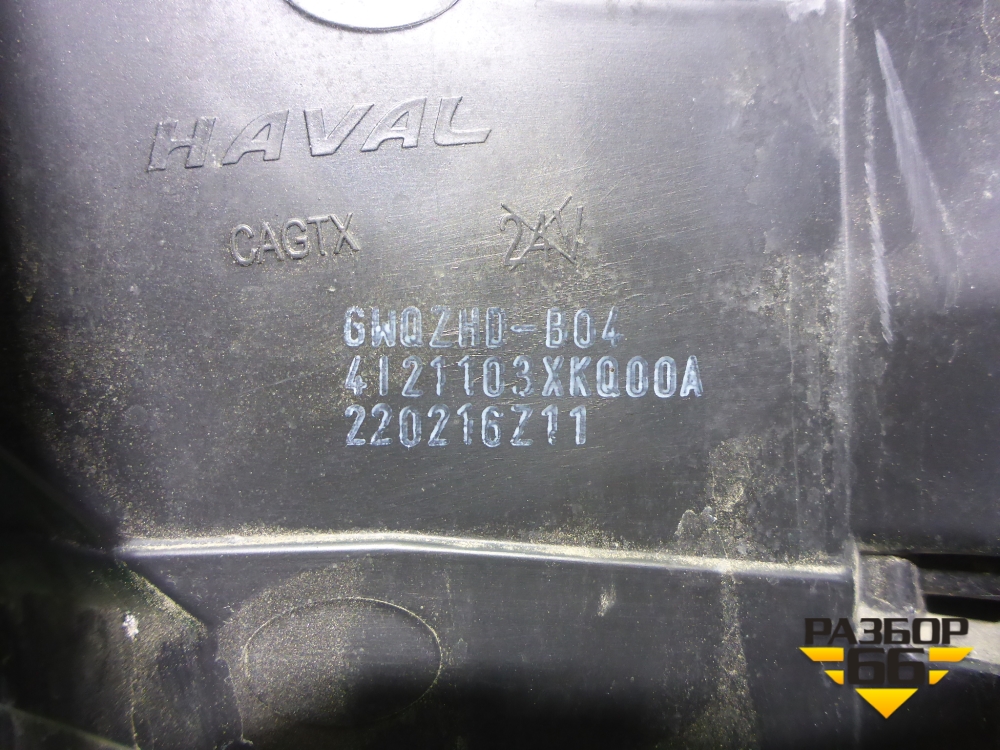 HAVAL
CAGTX
GWQZHD-B04
4121103XKQ00A
220216Z11
РАЗБОР
66